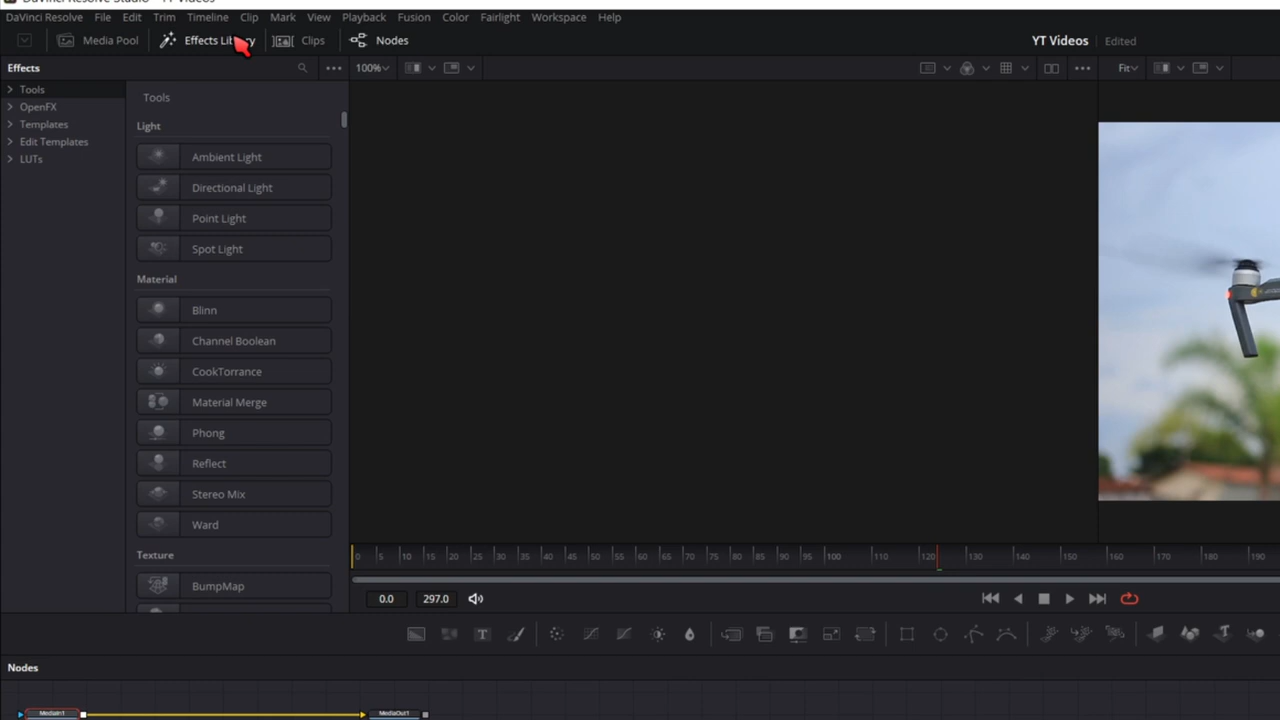 DaVinci Resolve Studio - YT Videos
DaVinci Resolve File Edit Trim Timeline Clip Mark View Playback Fusion Color Fairlight Workspace Help
Media Pool Effects Library Clips Nodes YT Videos Edited
Effects 100% Fit
Tools
OpenFX
Templates
Edit Templates
LUTs
Tools
Light
Ambient Light
Directional Light
Point Light
Spot Light
Material
Blinn
Channel Boolean
CookTorrance
Material Merge
Phong
Reflect
Stereo Mix
Ward
Texture
BumpMap
0 5 10 15 20 25 30 35 40 45 50 55 60 65 70 75 80 85 90 95 100 110 120 130 140 150 160 170 180 190
0.0 297.0
T
Nodes
MediaIn1 MediaOut1